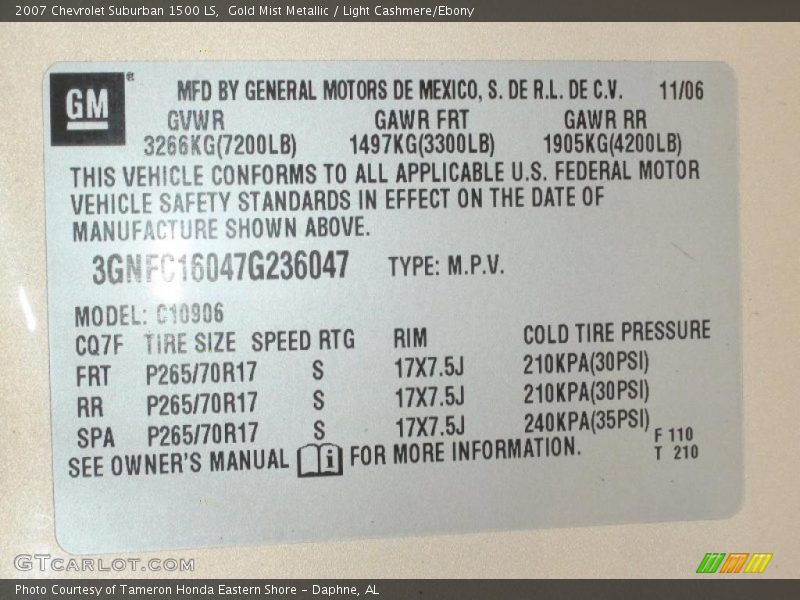 2007 Chevrolet Suburban 1500 LS,  Gold Mist Metallic / Light Cashmere/Ebony
GM® MFD BY GENERAL MOTORS DE MEXICO, S. DE R.L. DE C.V. 11/06
GVWR GAWR FRT GAWR RR
3266KG(7200LB) 1497KG(3300LB) 1905KG(4200LB)
THIS VEHICLE CONFORMS TO ALL APPLICABLE U.S. FEDERAL MOTOR
VEHICLE SAFETY STANDARDS IN EFFECT ON THE DATE OF
MANUFACTURE SHOWN ABOVE.
3GNFC16047G236047 TYPE: M.P.V.
MODEL: C10906
CQ7F TIRE SIZE SPEED RTG RIM COLD TIRE PRESSURE
FRT P265/70R17 S 17X7.5J 210KPA(30PSI)
RR P265/70R17 S 17X7.5J 210KPA(30PSI)
SPA P265/70R17 S 17X7.5J 240KPA(35PSI)
SEE OWNER'S MANUAL i FOR MORE INFORMATION.
F 110
T 210
GTCARLOT.COM
Photo Courtesy of Tameron Honda Eastern Shore – Daphne, AL